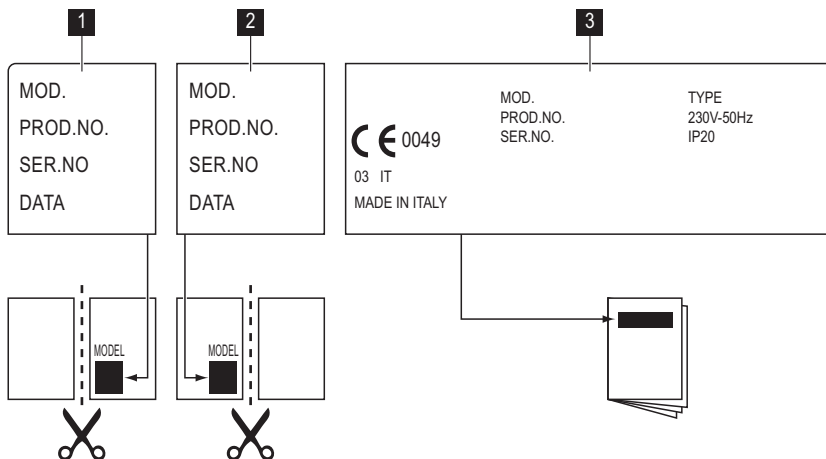 1
2
3
MOD.
PROD.NO.
SER.NO
DATA
MOD.
PROD.NO.
SER.NO
DATA
CE 0049
03 IT
MADE IN ITALY
MOD.
PROD.NO.
SER.NO.
TYPE
230V-50Hz
IP20
MODEL
MODEL